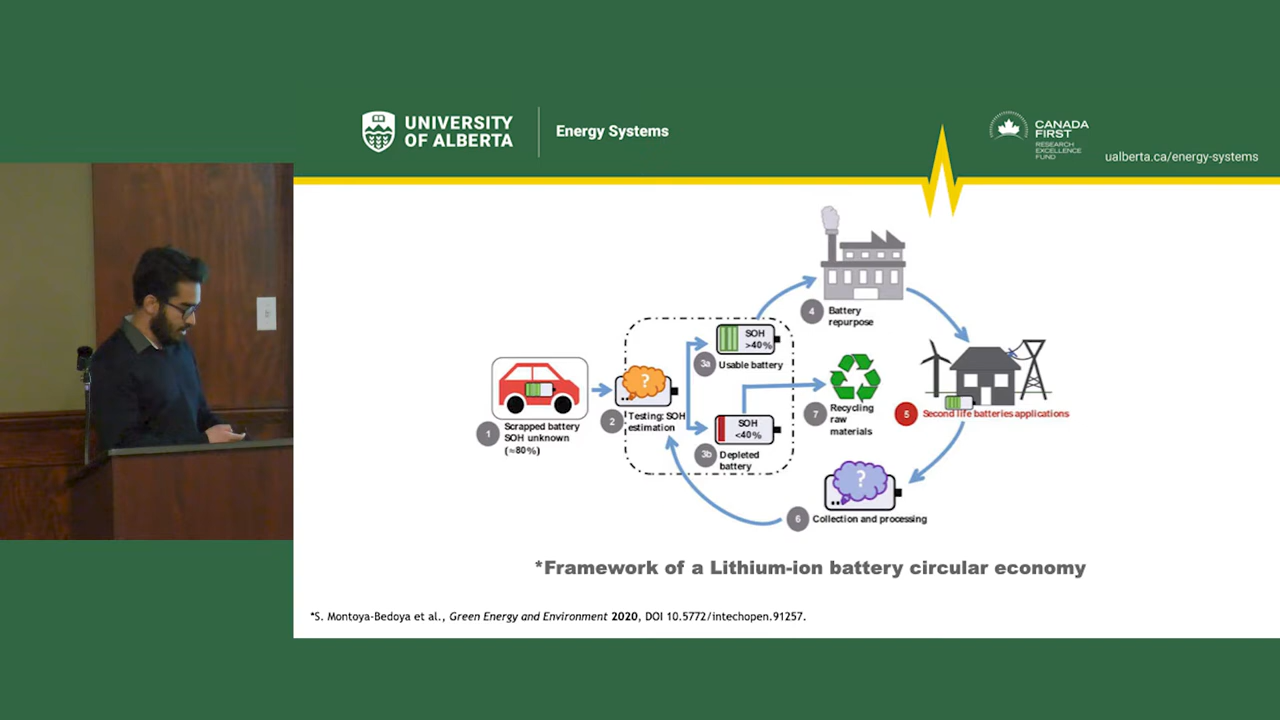 UNIVERSITY
OF ALBERTA
Energy Systems
CANADA
FIRST
RESEARCH
EXCELLENCE
FUND
ualberta.ca/energy-systems
4
Battery
repurpose
SOH
>40%
3a
Usable battery
?
1
Scrapped battery
SOH unknown
(≈80%)
2
Testing: SOH
estimation
SOH
<40%
3b
Depleted
battery
7
Recycling
raw
materials
5
Second life batteries applications
?
6
Collection and processing
*Framework of a Lithium-ion battery circular economy
*S. Montoya-Bedoya et al., Green Energy and Environment 2020, DOI 10.5772/intechopen.91257.